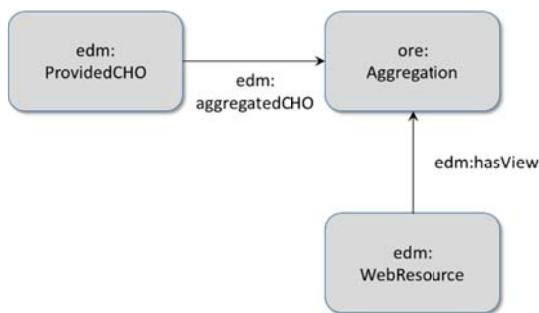 edm:
ProvidedCHO
edm:
aggregatedCHO
ore:
Aggregation
edm:hasView
edm:
WebResource